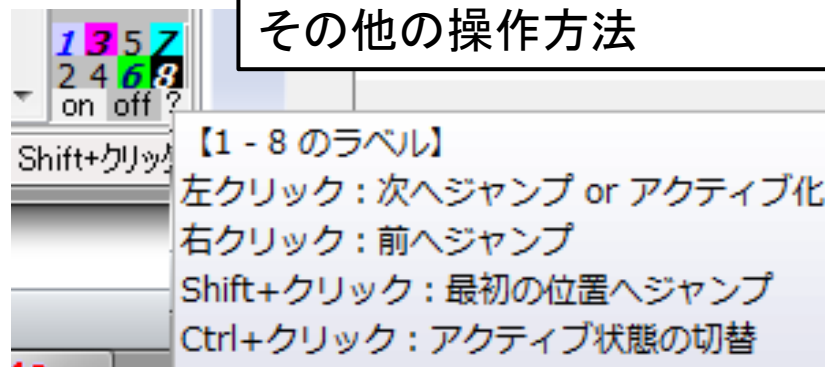 その他の操作方法
1 3 5 7
2 4 6 8
on off ?
Shift+クリック
【1 - 8 のラベル】
左クリック：次へジャンプ or アクティブ化
右クリック：前へジャンプ
Shift+クリック：最初の位置へジャンプ
Ctrl+クリック：アクティブ状態の切替